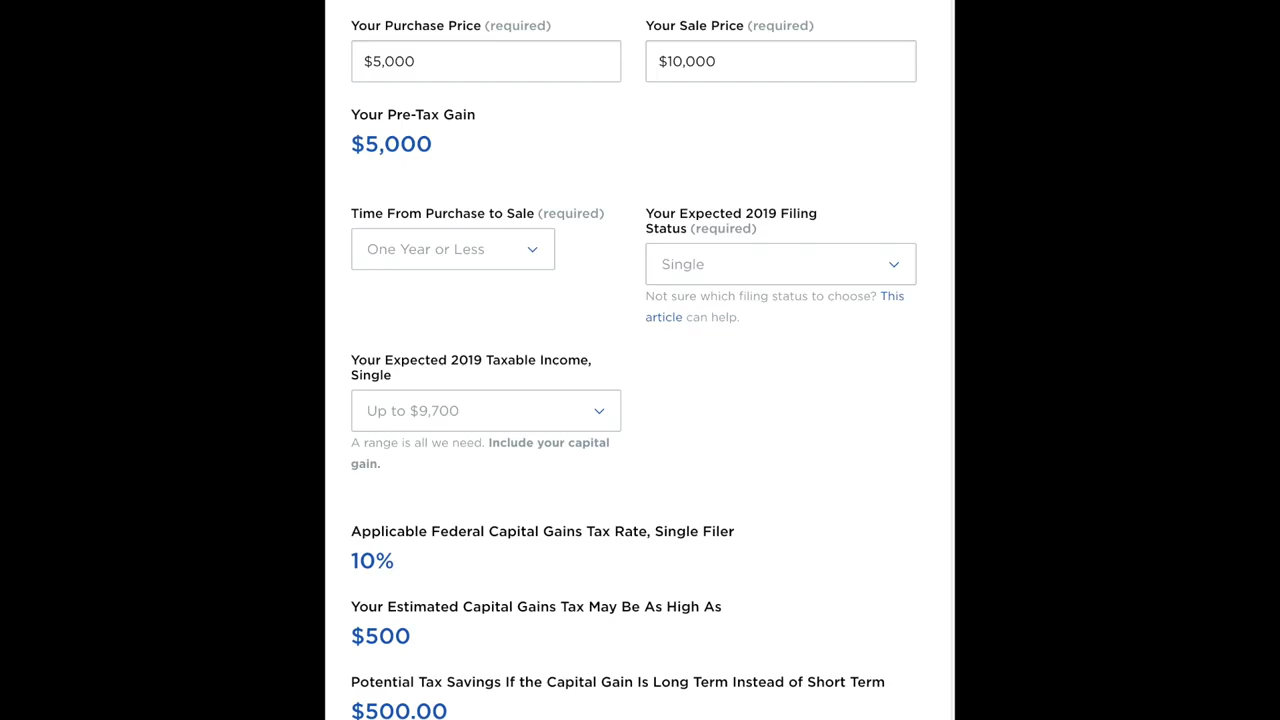 Your Purchase Price (required)
Your Sale Price (required)
$5,000
$10,000
Your Pre-Tax Gain
$5,000
Time From Purchase to Sale (required)
Your Expected 2019 Filing
Status (required)
One Year or Less
Single
Not sure which filing status to choose? This
article can help.
Your Expected 2019 Taxable Income,
Single
Up to $9,700
A range is all we need. Include your capital
gain.
Applicable Federal Capital Gains Tax Rate, Single Filer
10%
Your Estimated Capital Gains Tax May Be As High As
$500
Potential Tax Savings If the Capital Gain Is Long Term Instead of Short Term
$500.00